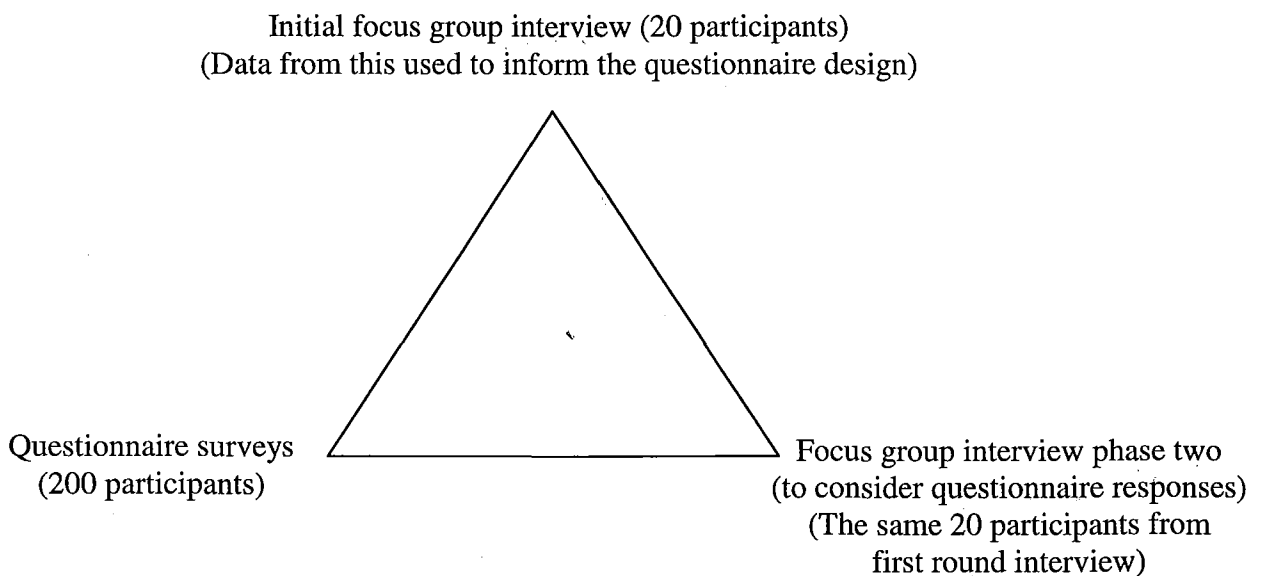 Initial focus group interview (20 participants)
(Data from this used to inform the questionnaire design)
Questionnaire surveys
(200 participants)
Focus group interview phase two
(to consider questionnaire responses)
(The same 20 participants from
first round interview)